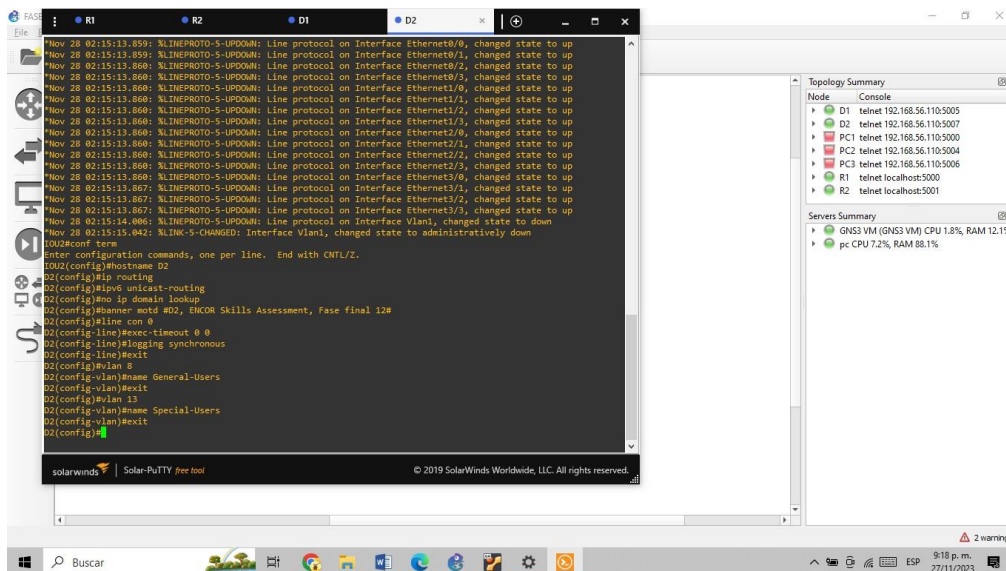 FASE
R1
R2
D1
D2
File
*Nov 28 02:15:13.859: %LINEPROTO-5-UPDOWN: Line protocol on Interface Ethernet0/0, changed state to up
*Nov 28 02:15:13.859: %LINEPROTO-5-UPDOWN: Line protocol on Interface Ethernet0/1, changed state to up
*Nov 28 02:15:13.860: %LINEPROTO-5-UPDOWN: Line protocol on Interface Ethernet0/2, changed state to up
*Nov 28 02:15:13.860: %LINEPROTO-5-UPDOWN: Line protocol on Interface Ethernet0/3, changed state to up
*Nov 28 02:15:13.860: %LINEPROTO-5-UPDOWN: Line protocol on Interface Ethernet1/0, changed state to up
*Nov 28 02:15:13.860: %LINEPROTO-5-UPDOWN: Line protocol on Interface Ethernet1/1, changed state to up
*Nov 28 02:15:13.860: %LINEPROTO-5-UPDOWN: Line protocol on Interface Ethernet1/2, changed state to up
*Nov 28 02:15:13.860: %LINEPROTO-5-UPDOWN: Line protocol on Interface Ethernet1/3, changed state to up
*Nov 28 02:15:13.860: %LINEPROTO-5-UPDOWN: Line protocol on Interface Ethernet2/0, changed state to up
*Nov 28 02:15:13.860: %LINEPROTO-5-UPDOWN: Line protocol on Interface Ethernet2/1, changed state to up
*Nov 28 02:15:13.860: %LINEPROTO-5-UPDOWN: Line protocol on Interface Ethernet2/2, changed state to up
*Nov 28 02:15:13.860: %LINEPROTO-5-UPDOWN: Line protocol on Interface Ethernet2/3, changed state to up
*Nov 28 02:15:13.860: %LINEPROTO-5-UPDOWN: Line protocol on Interface Ethernet3/0, changed state to up
*Nov 28 02:15:13.867: %LINEPROTO-5-UPDOWN: Line protocol on Interface Ethernet3/1, changed state to up
*Nov 28 02:15:13.867: %LINEPROTO-5-UPDOWN: Line protocol on Interface Ethernet3/2, changed state to up
*Nov 28 02:15:13.867: %LINEPROTO-5-UPDOWN: Line protocol on Interface Ethernet3/3, changed state to up
*Nov 28 02:15:14.006: %LINEPROTO-5-UPDOWN: Line protocol on Interface Vlan1, changed state to down
*Nov 28 02:15:15.042: %LINK-5-CHANGED: Interface Vlan1, changed state to administratively down
IOU2#conf term
Enter configuration commands, one per line.  End with CNTL/Z.
IOU2(config)#hostname D2
D2(config)#ip routing
D2(config)#ipv6 unicast-routing
D2(config)#no ip domain lookup
D2(config)#banner motd #D2, ENCOR Skills Assessment, Fase final 12#
D2(config)#line con 0
D2(config-line)#exec-timeout 0 0
D2(config-line)#logging synchronous
D2(config-line)#exit
D2(config)#vlan 8
D2(config-vlan)#name General-Users
D2(config-vlan)#exit
D2(config)#vlan 13
D2(config-vlan)#name Special-Users
D2(config-vlan)#exit
D2(config)#
solarwinds | Solar-PuTTY free tool
© 2019 SolarWinds Worldwide, LLC. All rights reserved.
Topology Summary
Node Console
D1 telnet 192.168.56.110:5005
D2 telnet 192.168.56.110:5007
PC1 telnet 192.168.56.110:5000
PC2 telnet 192.168.56.110:5004
PC3 telnet 192.168.56.110:5006
R1 telnet localhost:5000
R2 telnet localhost:5001
Servers Summary
GNS3 VM (GNS3 VM) CPU 1.8%, RAM 12.1%
pc CPU 7.2%, RAM 88.1%
2 warning
Buscar
ESP
9:18 p. m.
27/11/2023